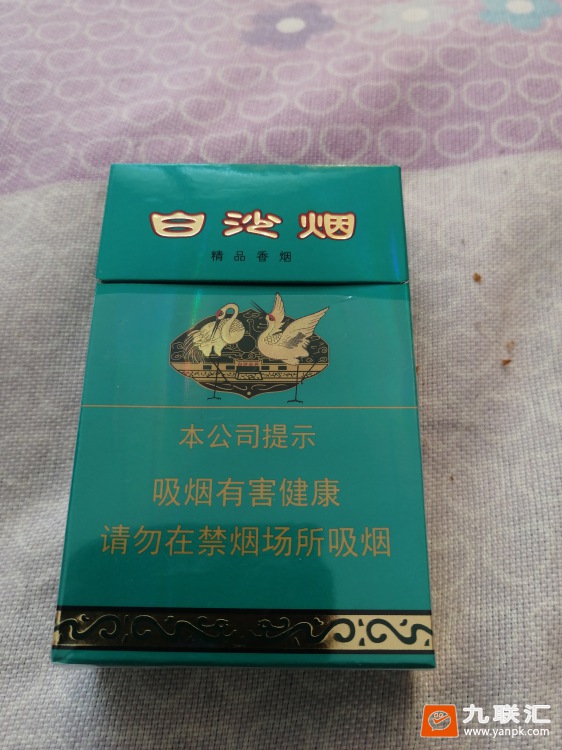 白沙烟
精品香烟
本公司提示
吸烟有害健康
请勿在禁烟场所吸烟
九联汇
www.yanpk.com